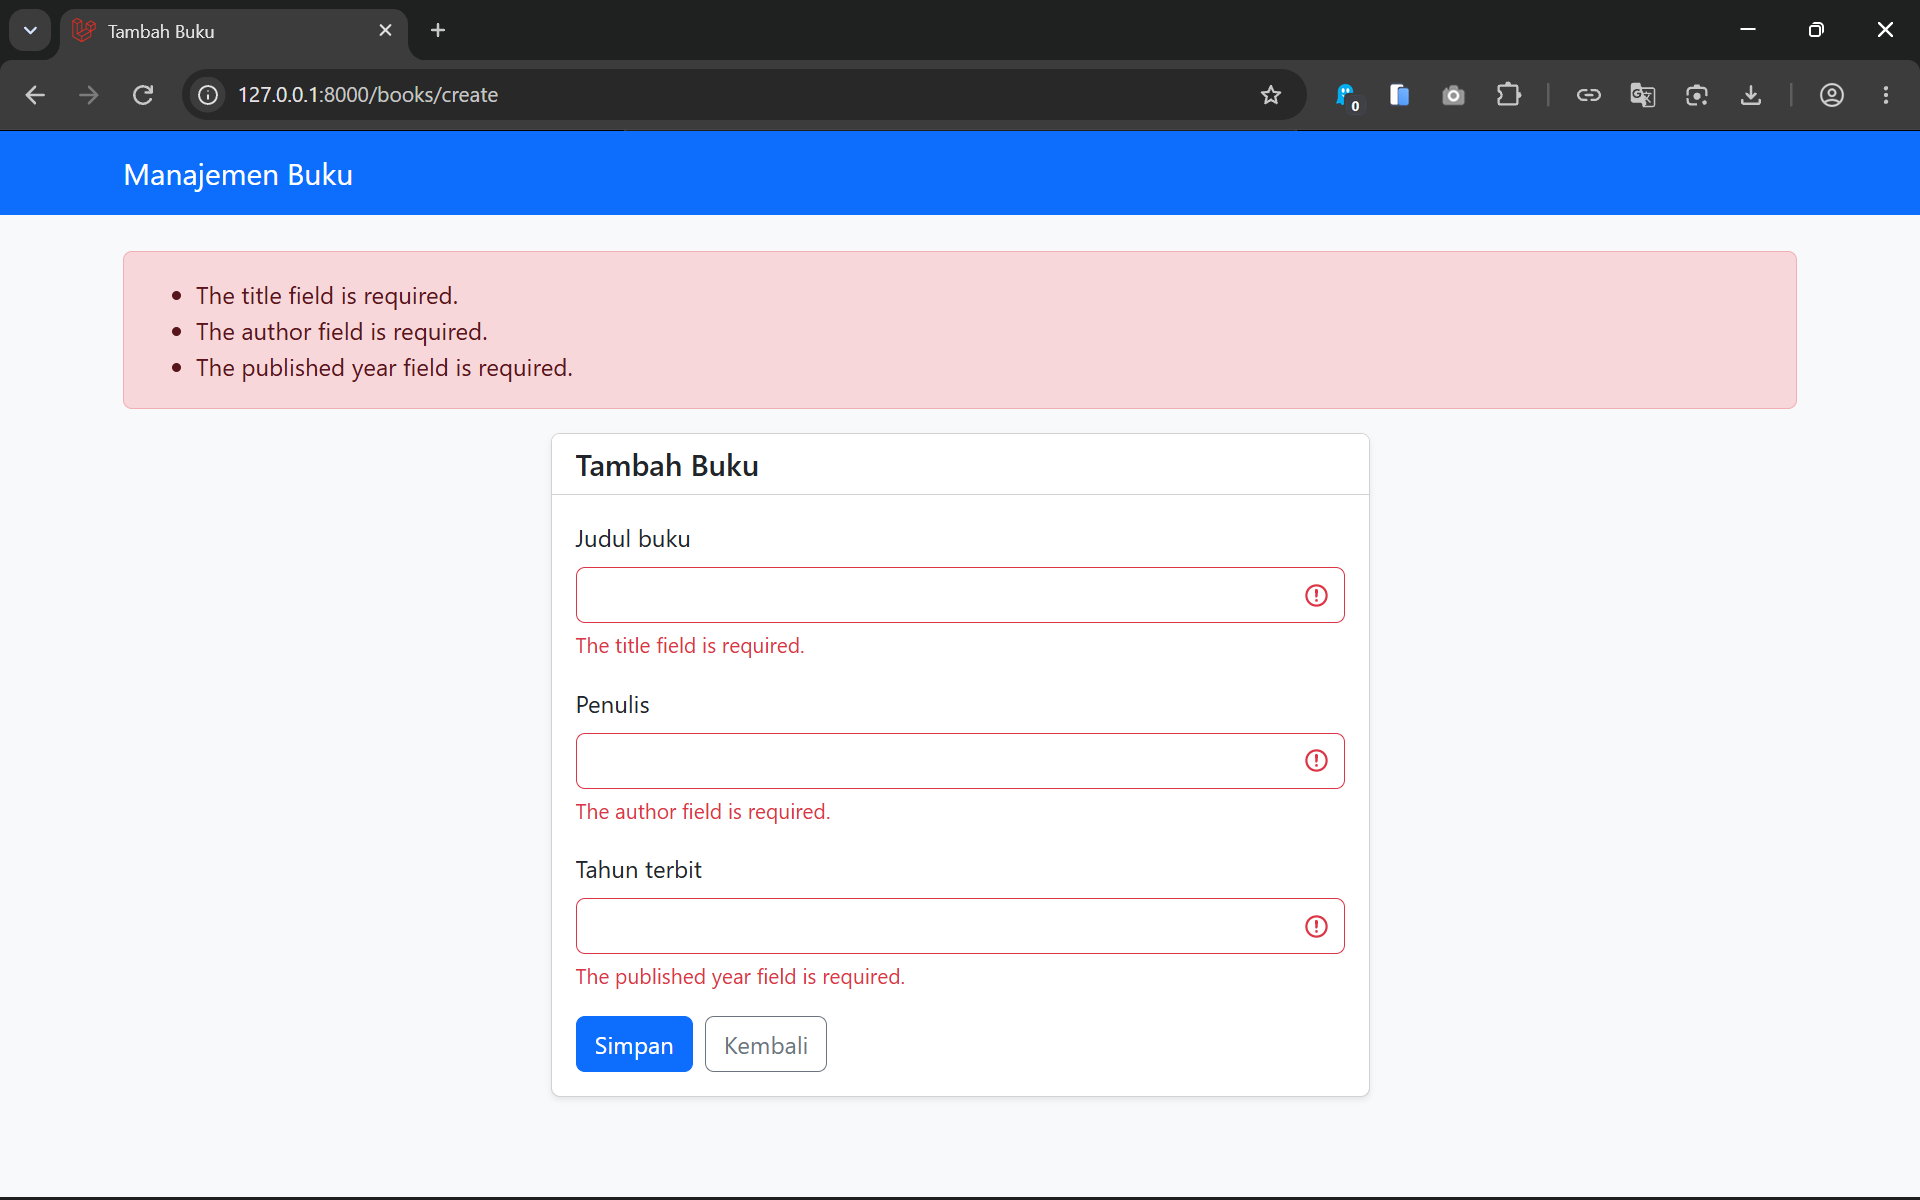 Tambah Buku
127.0.0.1:8000/books/create
0
Manajemen Buku
The title field is required.
The author field is required.
The published year field is required.
Tambah Buku
Judul buku
The title field is required.
Penulis
The author field is required.
Tahun terbit
The published year field is required.
Simpan
Kembali